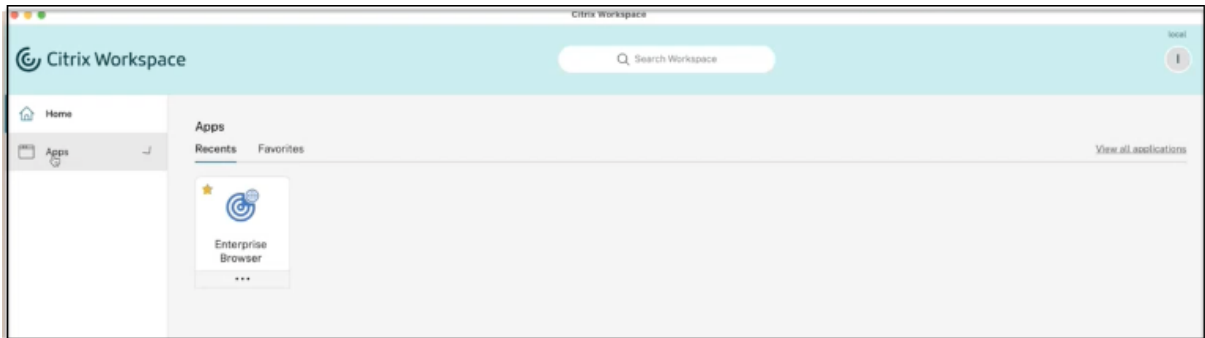 Citrix Workspace
local
Citrix Workspace
Search Workspace
I
Home
Apps
Apps
Recents Favorites
View all applications
Enterprise
Browser